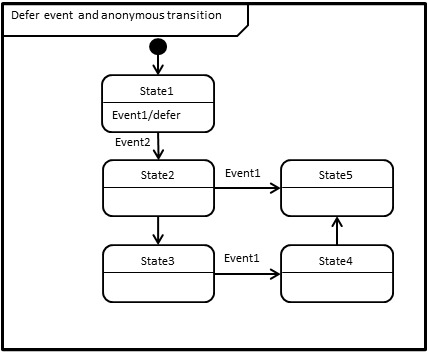 Defer event and anonymous transition
State1
Event1/defer
Event2
State2
Event1
State5
State3
Event1
State4